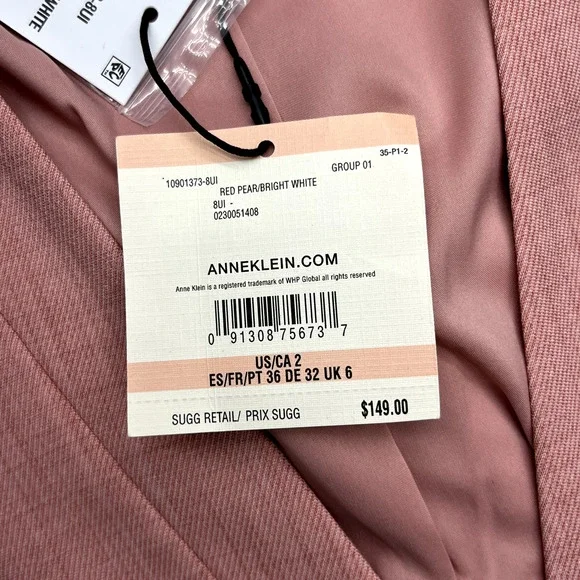 -8UI
WHITE
35-P1-2
10901373-8UI
GROUP 01
RED PEAR/BRIGHT WHITE
8UI -
0230051408
ANNEKLEIN.COM
Anne Klein is a registered trademark of WHP Global all rights reserved
0 91308 75673 7
US/CA 2
ES/FR/PT 36 DE 32 UK 6
SUGG RETAIL/ PRIX SUGG
$149.00